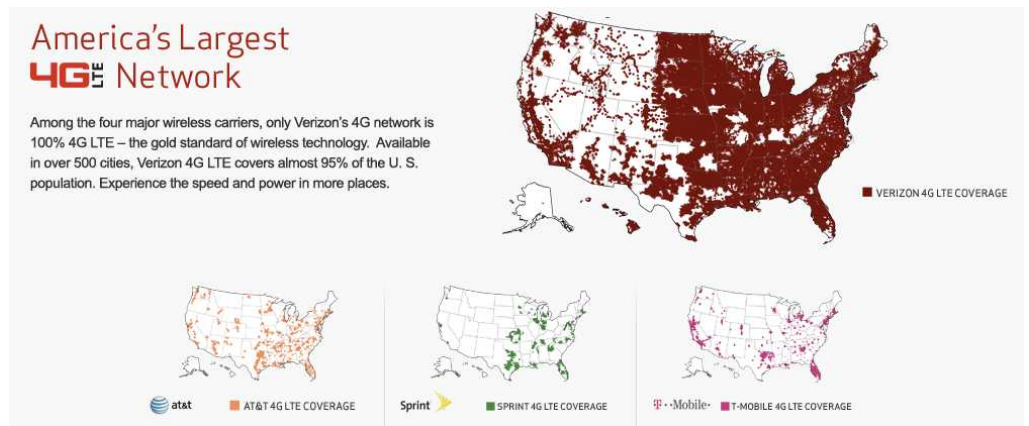 America's Largest
4G LTE Network
Among the four major wireless carriers, only Verizon's 4G network is
100% 4G LTE – the gold standard of wireless technology. Available
in over 500 cities, Verizon 4G LTE covers almost 95% of the U. S.
population. Experience the speed and power in more places.
VERIZON 4G LTE COVERAGE
at&t
AT&T 4G LTE COVERAGE
Sprint
SPRINT 4G LTE COVERAGE
T··Mobile·
T-MOBILE 4G LTE COVERAGE